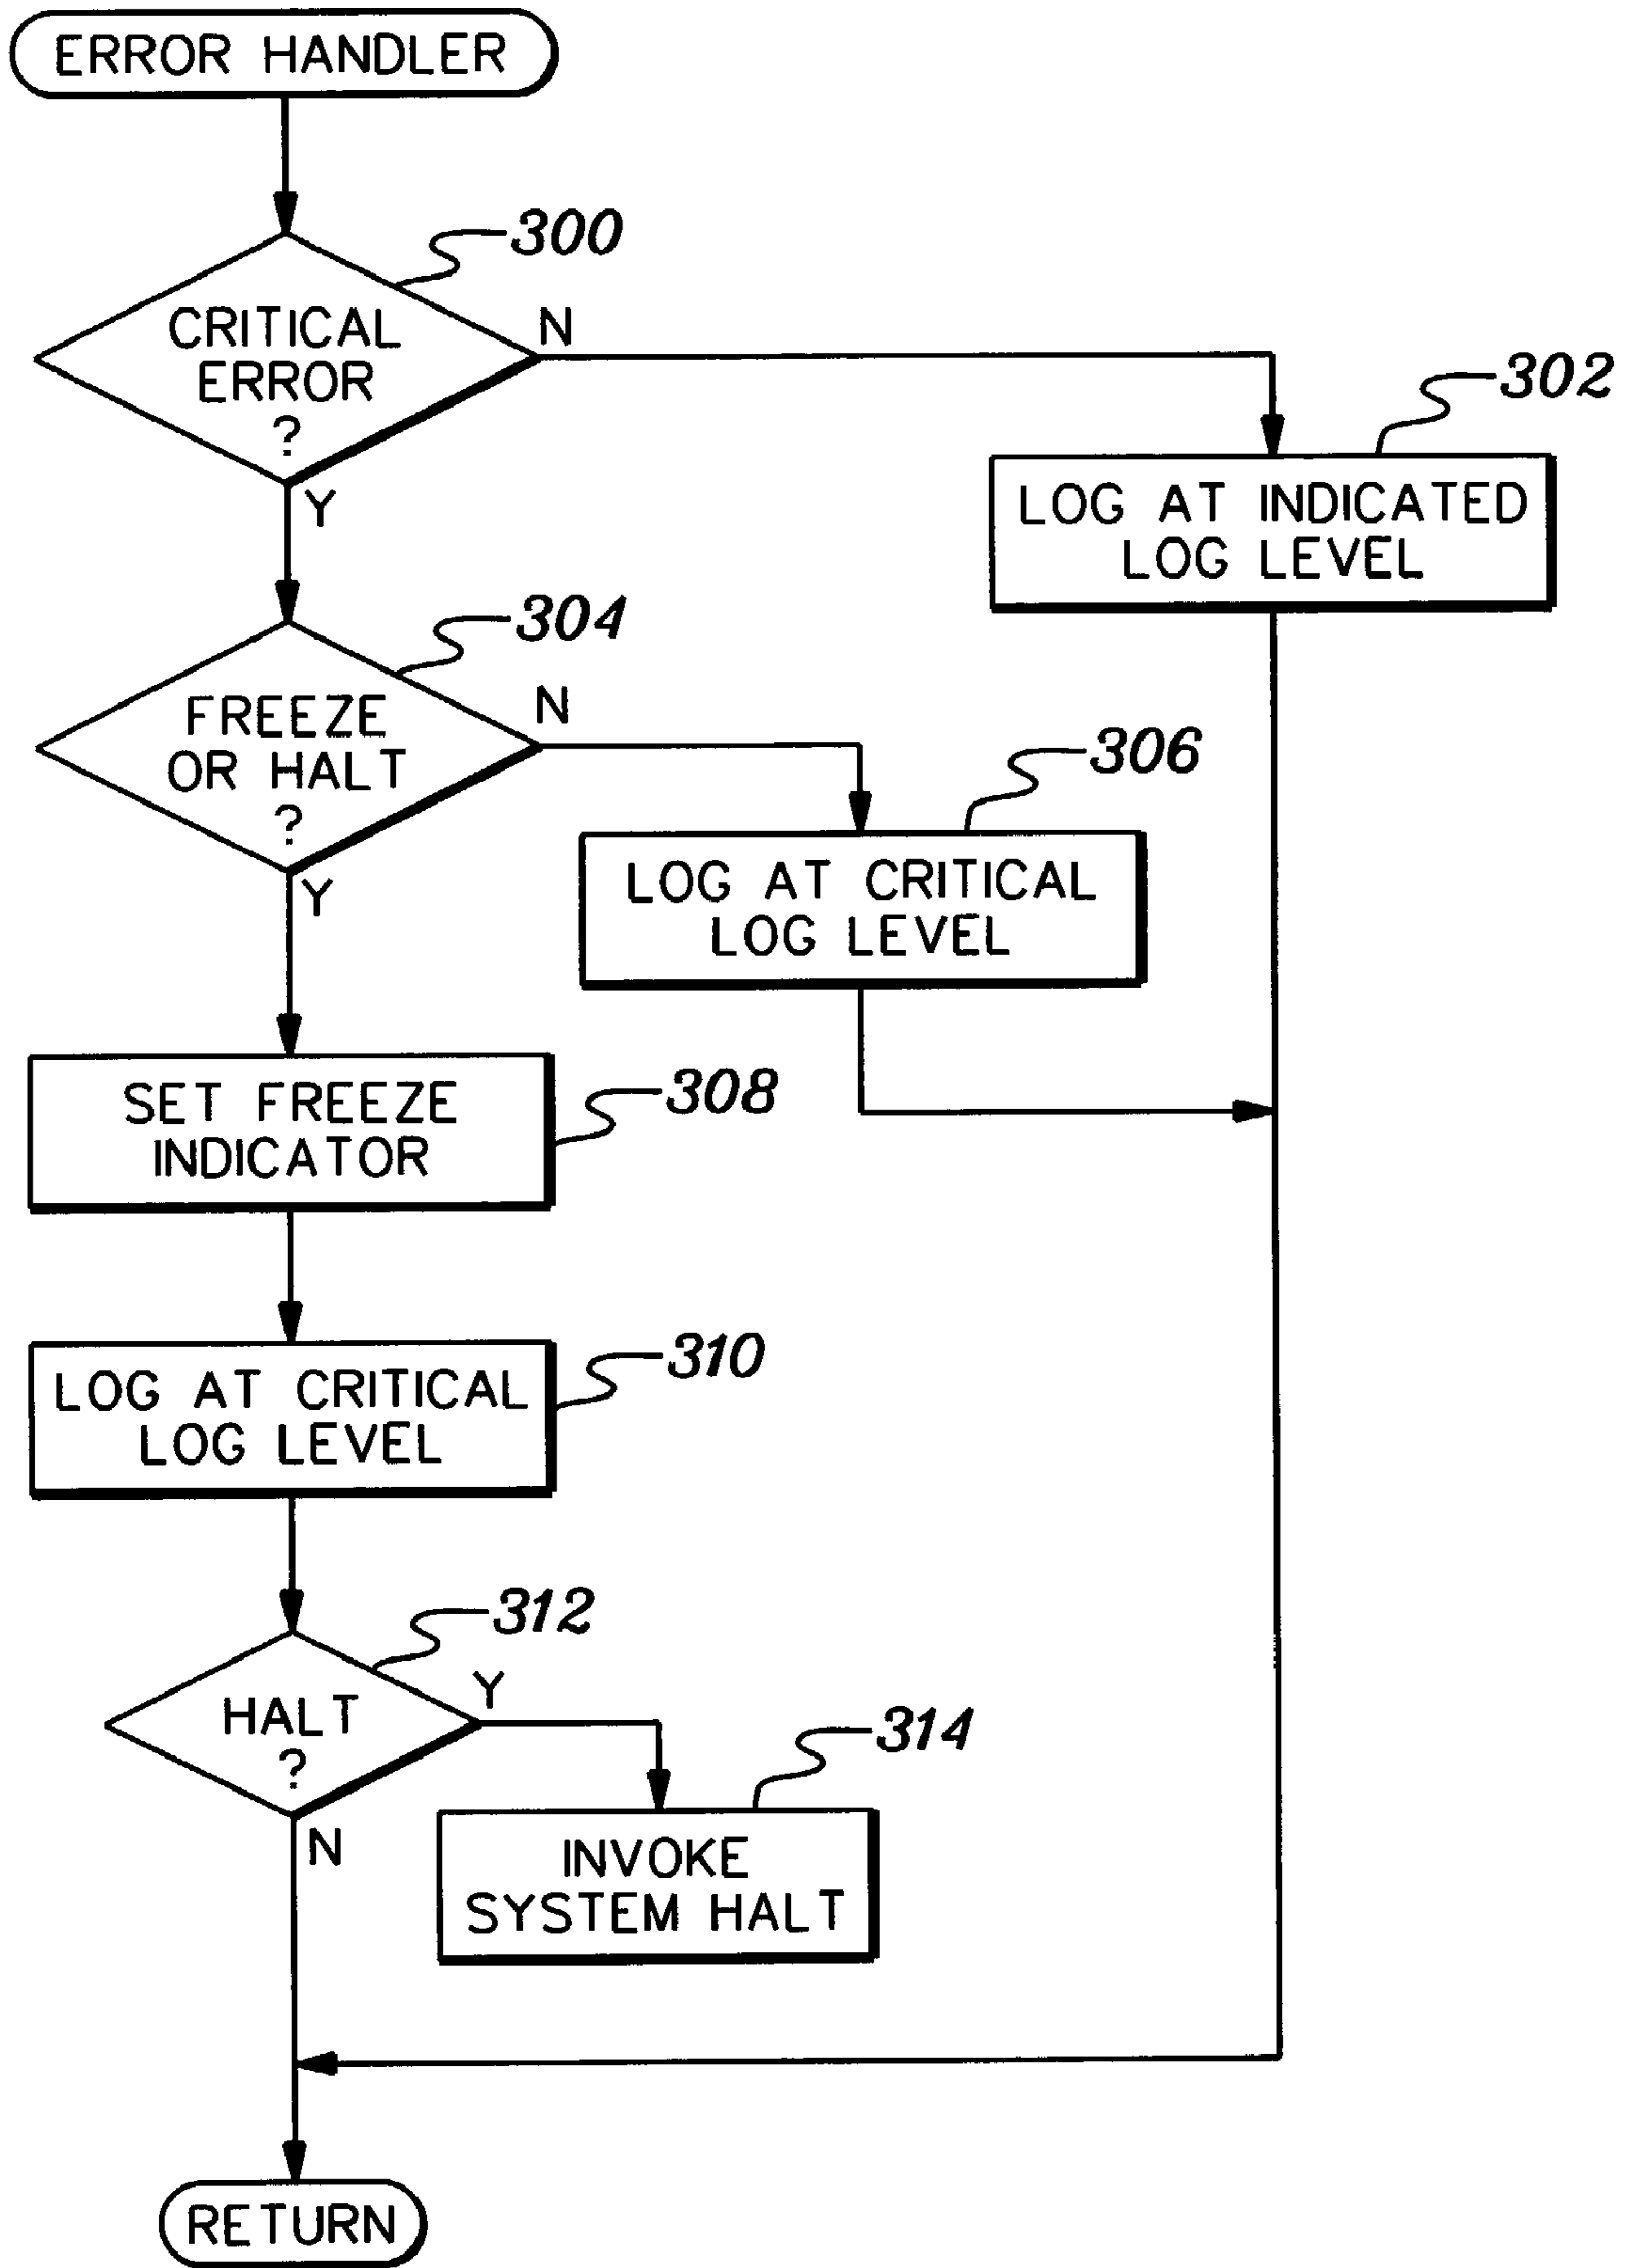 ERROR HANDLER
300
CRITICAL
ERROR
?
N
Y
302
LOG AT INDICATED
LOG LEVEL
304
FREEZE
OR HALT
?
N
Y
306
LOG AT CRITICAL
LOG LEVEL
SET FREEZE
INDICATOR
308
LOG AT CRITICAL
LOG LEVEL
310
312
HALT
?
Y
N
314
INVOKE
SYSTEM HALT
RETURN